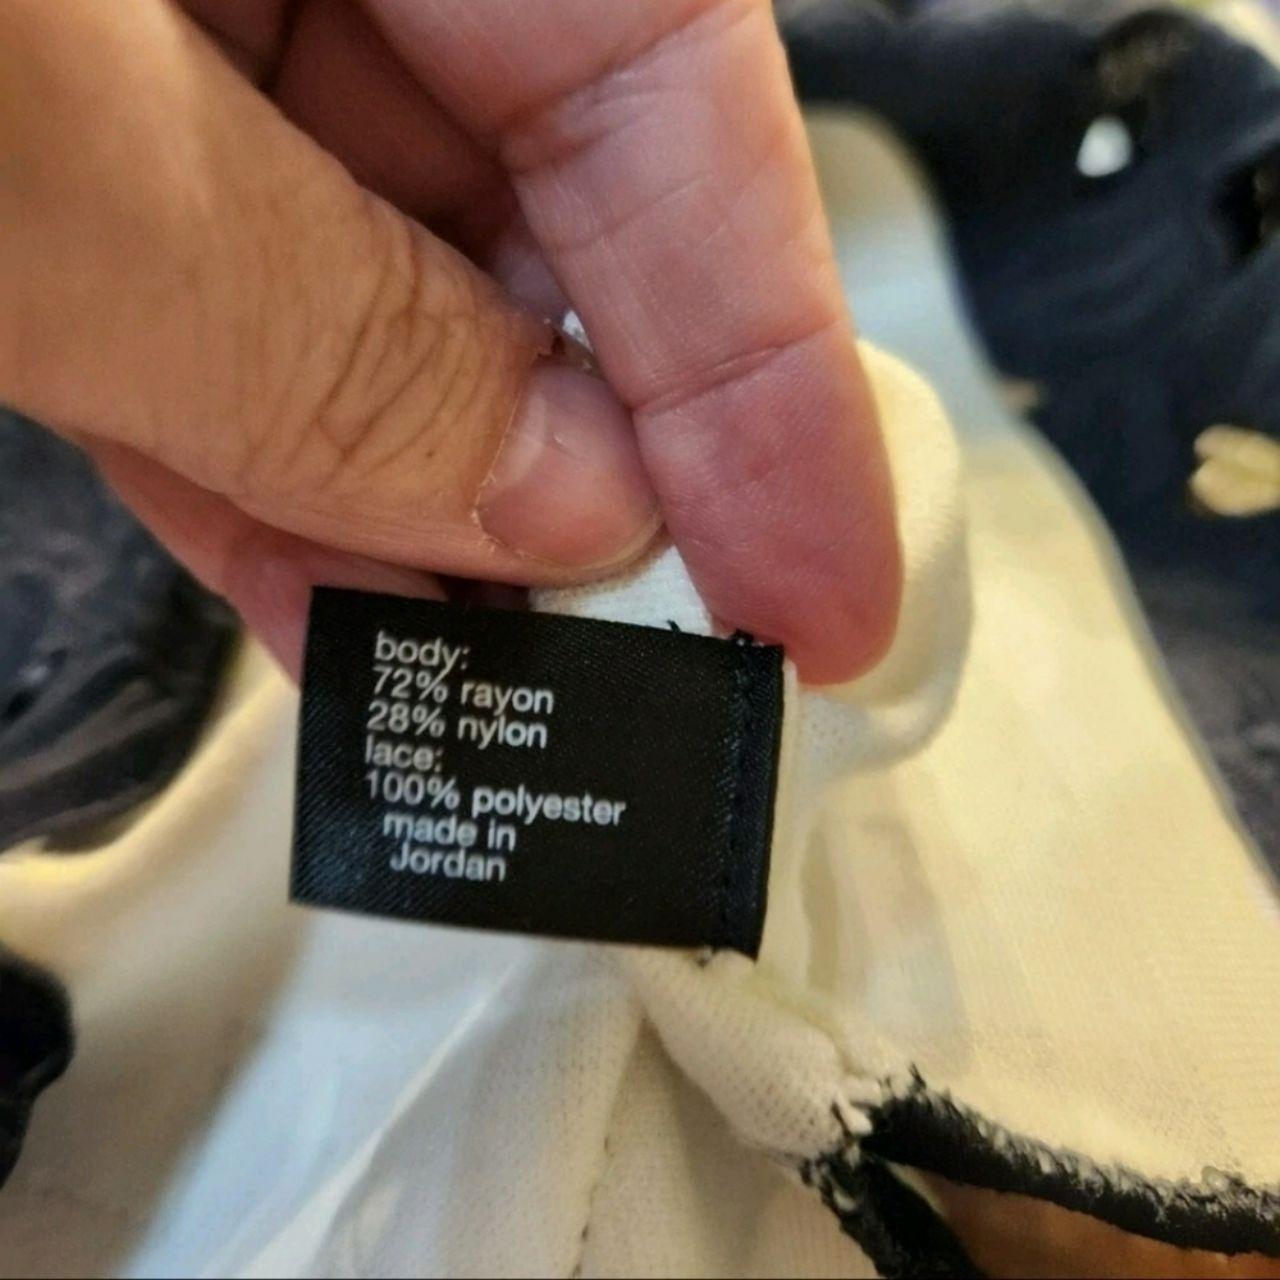 body:
72% rayon
28% nylon
lace:
100% polyester
made in
Jordan